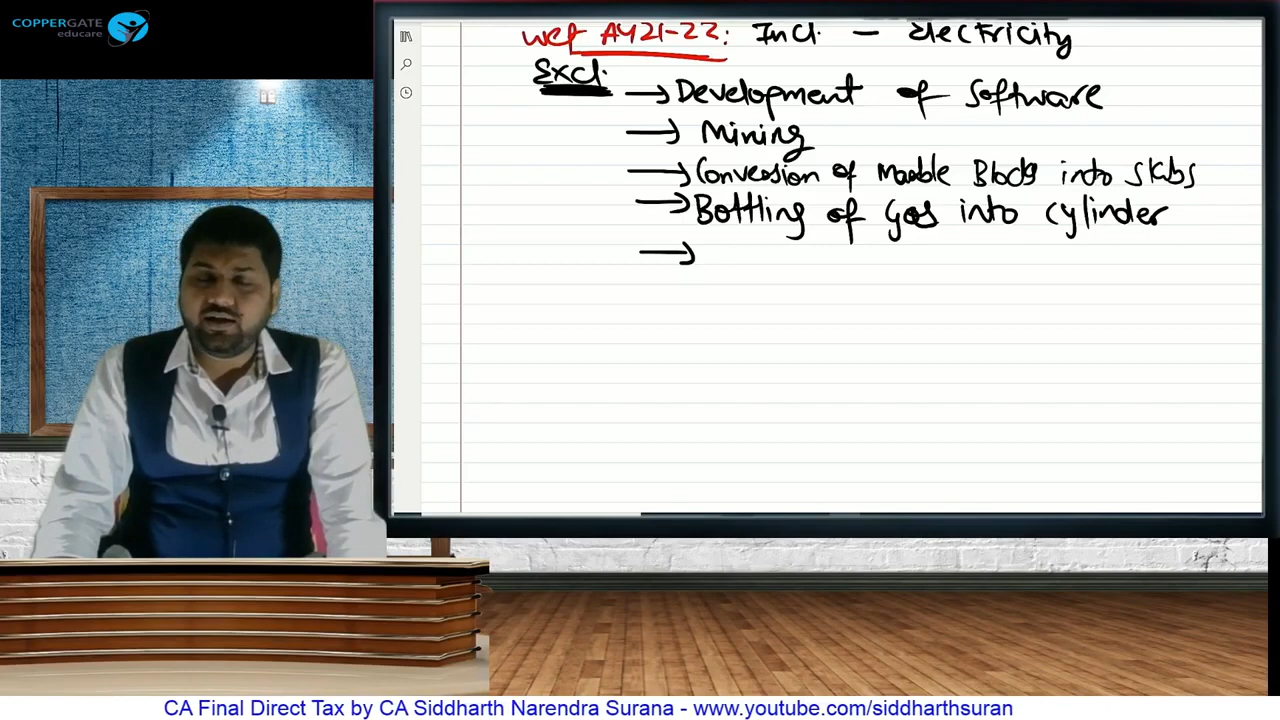 COPPERGATE
educare
wef AY21-22: Incl. - Electricity
Excl.
→ Development of Software
→ Mining
→ Conversion of Marble Blocks into Slabs
→ Bottling of gas into cylinder
→
CA Final Direct Tax by CA Siddharth Narendra Surana - www.youtube.com/siddharthsuran